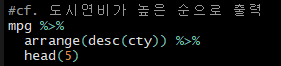 #cf. 도시연비가 높은 순으로 출력
mpg %>%
  arrange(desc(cty)) %>%
  head(5)